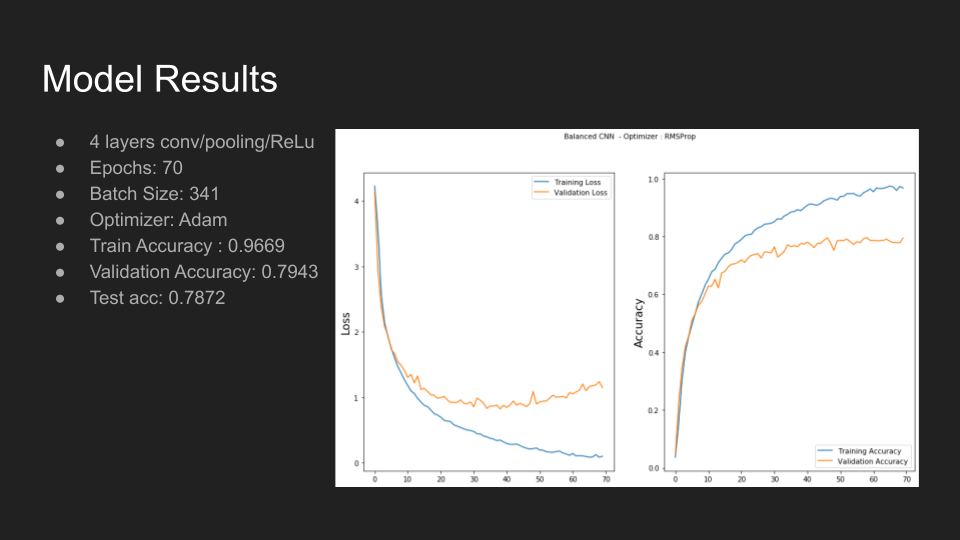 Model Results
● 4 layers conv/pooling/ReLu
● Epochs: 70
● Batch Size: 341
● Optimizer: Adam
● Train Accuracy : 0.9669
● Validation Accuracy: 0.7943
● Test acc: 0.7872
Balanced CNN - Optimizer : RMSProp
Training Loss
Validation Loss
Loss
4
3
2
1
0
0 10 20 30 40 50 60 70
Accuracy
1.0
0.8
0.6
0.4
0.2
0.0
Training Accuracy
Validation Accuracy
0 10 20 30 40 50 60 70